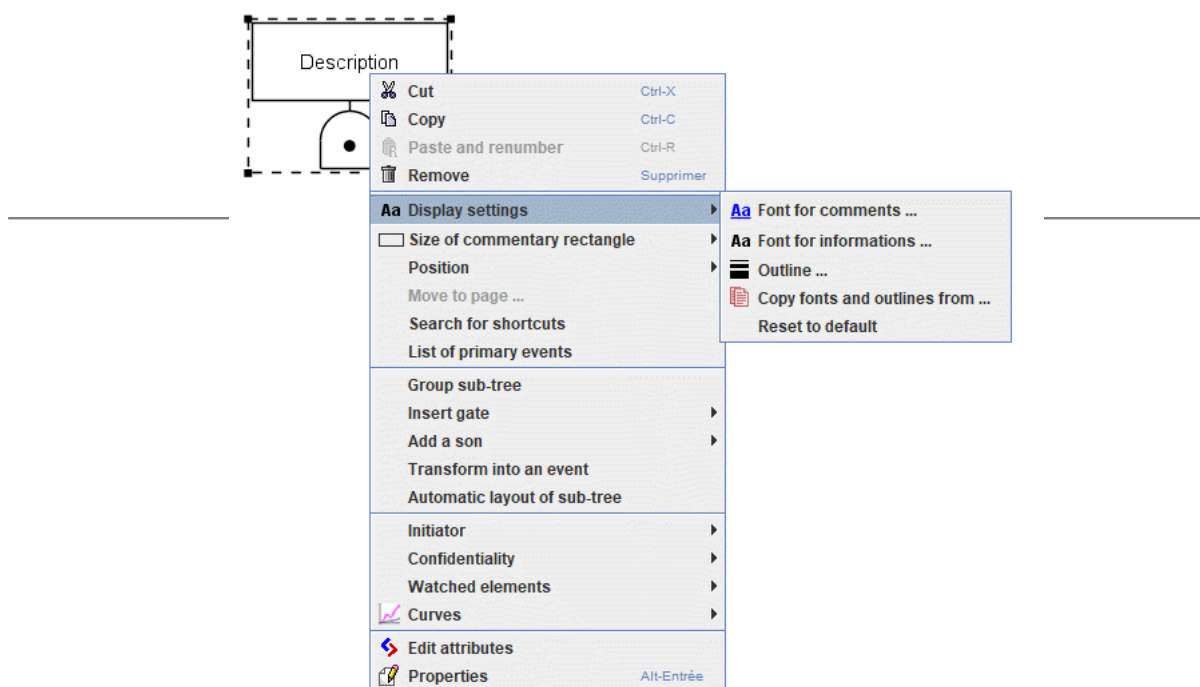 Description
Cut Ctrl-X
Copy Ctrl-C
Paste and renumber Ctrl-R
Remove Supprimer
Aa Display settings
Size of commentary rectangle
Position
Move to page ...
Search for shortcuts
List of primary events
Group sub-tree
Insert gate
Add a son
Transform into an event
Automatic layout of sub-tree
Initiator
Confidentiality
Watched elements
Curves
Edit attributes
Properties Alt-Entrée
Aa Font for comments ...
Aa Font for informations ...
Outline ...
Copy fonts and outlines from ...
Reset to default